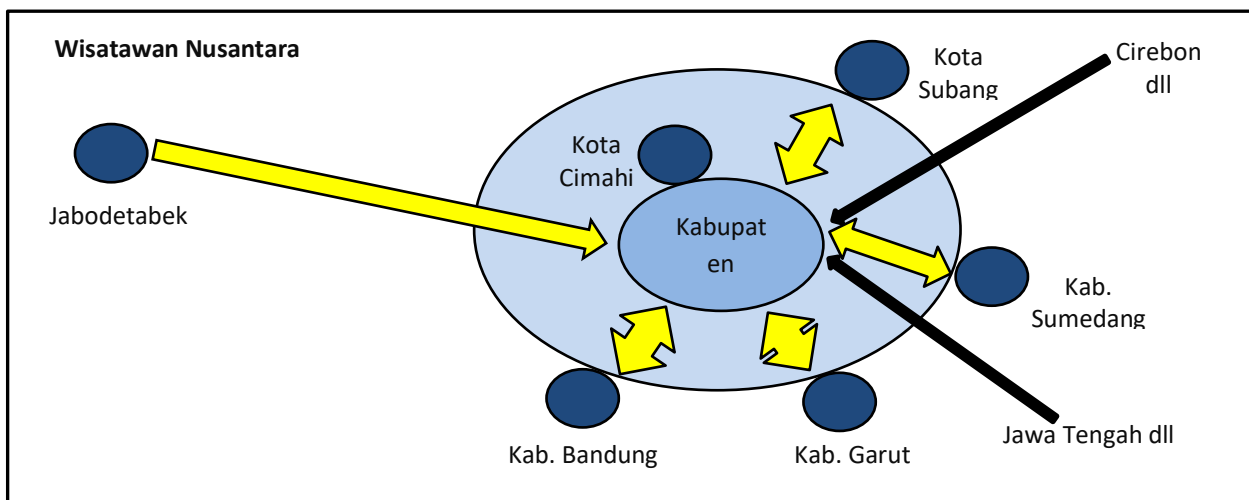 Wisatawan Nusantara
Kota
Subang
Cirebon
dll
Kota
Cimahi
Jabodetabek
Kabupat
en
Kab.
Sumedang
Kab. Bandung
Kab. Garut
Jawa Tengah dll